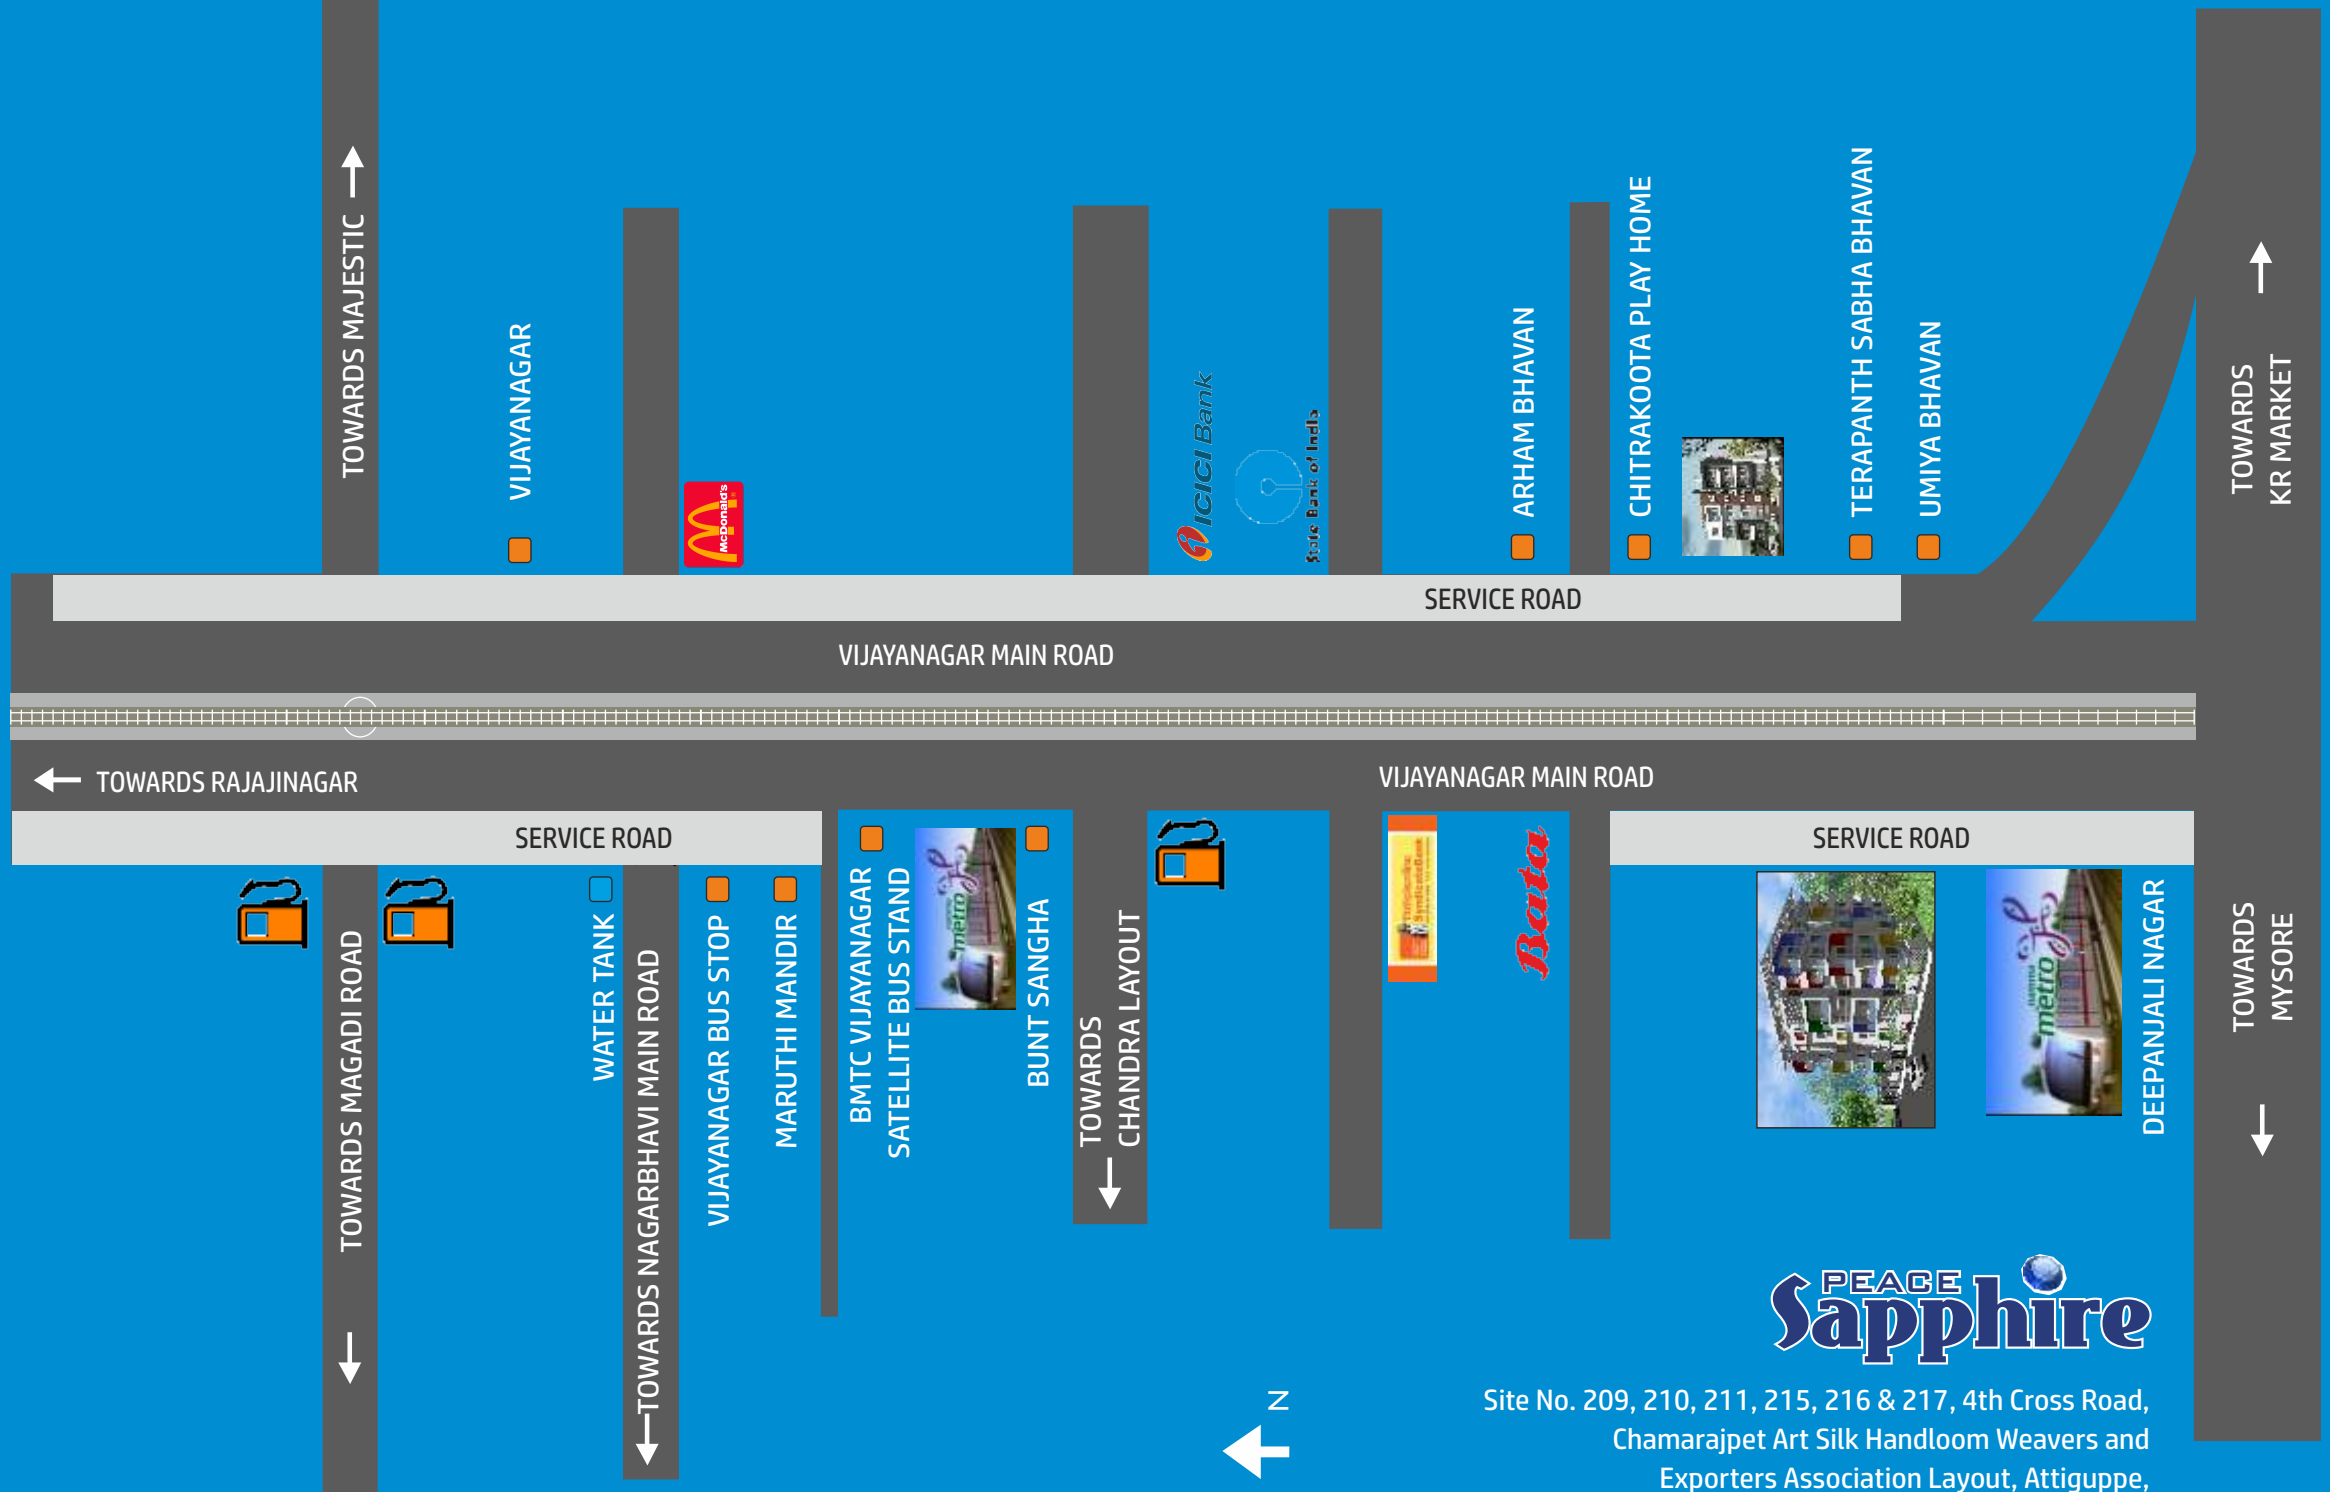 TOWARDS MAJESTIC
VIJAYANAGAR
McDonald's
ICICI Bank
State Bank of India
ARHAM BHAVAN
CHITRAKOOTA PLAY HOME
TERAPANTH SABHA BHAVAN
UMIYA BHAVAN
TOWARDS
KR MARKET
SERVICE ROAD
VIJAYANAGAR MAIN ROAD
TOWARDS RAJAJINAGAR
VIJAYANAGAR MAIN ROAD
SERVICE ROAD
SERVICE ROAD
TOWARDS MAGADI ROAD
WATER TANK
TOWARDS NAGARBHAVI MAIN ROAD
VIJAYANAGAR BUS STOP
MARUTHI MANDIR
BMTC VIJAYANAGAR
SATELLITE BUS STAND
metro
BUNT SANGHA
TOWARDS
CHANDRA LAYOUT
Bata
metro
DEEPANJALI NAGAR
TOWARDS
MYSORE
PEACE
Sapphire
N
Site No. 209, 210, 211, 215, 216 & 217, 4th Cross Road,
Chamarajpet Art Silk Handloom Weavers and
Exporters Association Layout, Attiguppe,